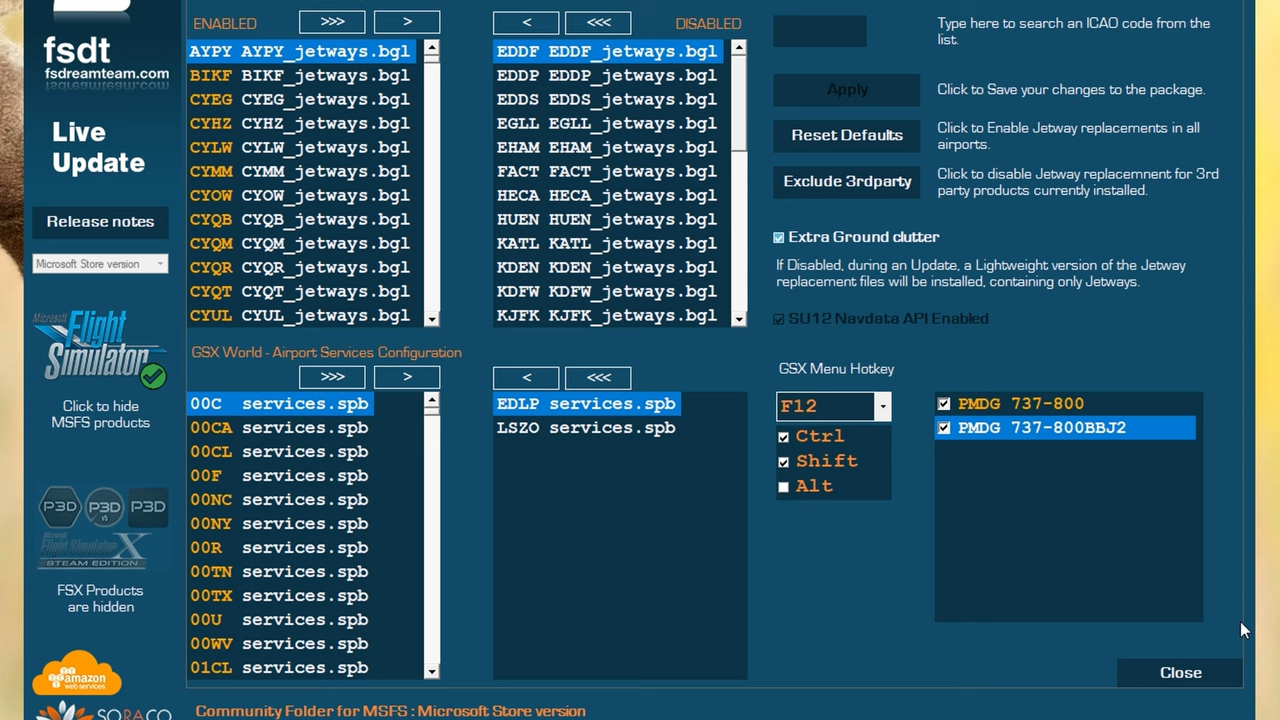 fsdt
fsdreamteam.com
Live
Update
Release notes
Microsoft Store version
Microsoft
Flight
Simulator
Click to hide
MSFS products
P3D P3D v5 P3D
Microsoft
Flight Simulator X
STEAM EDITION
FSX Products
are hidden
amazon
web services
SORACO
ENABLED >>> >
AYPY AYPY_jetways.bgl
BIKF BIKF_jetways.bgl
CYEG CYEG_jetways.bgl
CYHZ CYHZ_jetways.bgl
CYLW CYLW_jetways.bgl
CYMM CYMM_jetways.bgl
CYOW CYOW_jetways.bgl
CYQB CYQB_jetways.bgl
CYQM CYQM_jetways.bgl
CYQR CYQR_jetways.bgl
CYQT CYQT_jetways.bgl
CYUL CYUL_jetways.bgl
< <<< DISABLED
EDDF EDDF_jetways.bgl
EDDP EDDP_jetways.bgl
EDDS EDDS_jetways.bgl
EGLL EGLL_jetways.bgl
EHAM EHAM_jetways.bgl
FACT FACT_jetways.bgl
HECA HECA_jetways.bgl
HUEN HUEN_jetways.bgl
KATL KATL_jetways.bgl
KDEN KDEN_jetways.bgl
KDFW KDFW_jetways.bgl
KJFK KJFK_jetways.bgl
Type here to search an ICAO code from the
list.
Apply
Click to Save your changes to the package.
Reset Defaults
Click to Enable Jetway replacements in all
airports.
Exclude 3rdparty
Click to disable Jetway replacemnent for 3rd
party products currently installed.
Extra Ground clutter
If Disabled, during an Update, a Lightweight version of the Jetway
replacement files will be installed, containing only Jetways.
SU12 Navdata API Enabled
GSX World - Airport Services Configuration
>>> >
00C services.spb
00CA services.spb
00CL services.spb
00F services.spb
00NC services.spb
00NY services.spb
00R services.spb
00TN services.spb
00TX services.spb
00U services.spb
00WV services.spb
01CL services.spb
< <<<
EDLP services.spb
LSZO services.spb
GSX Menu Hotkey
F12
Ctrl
Shift
Alt
PMDG 737-800
PMDG 737-800BBJ2
Close
Community Folder for MSFS : Microsoft Store version